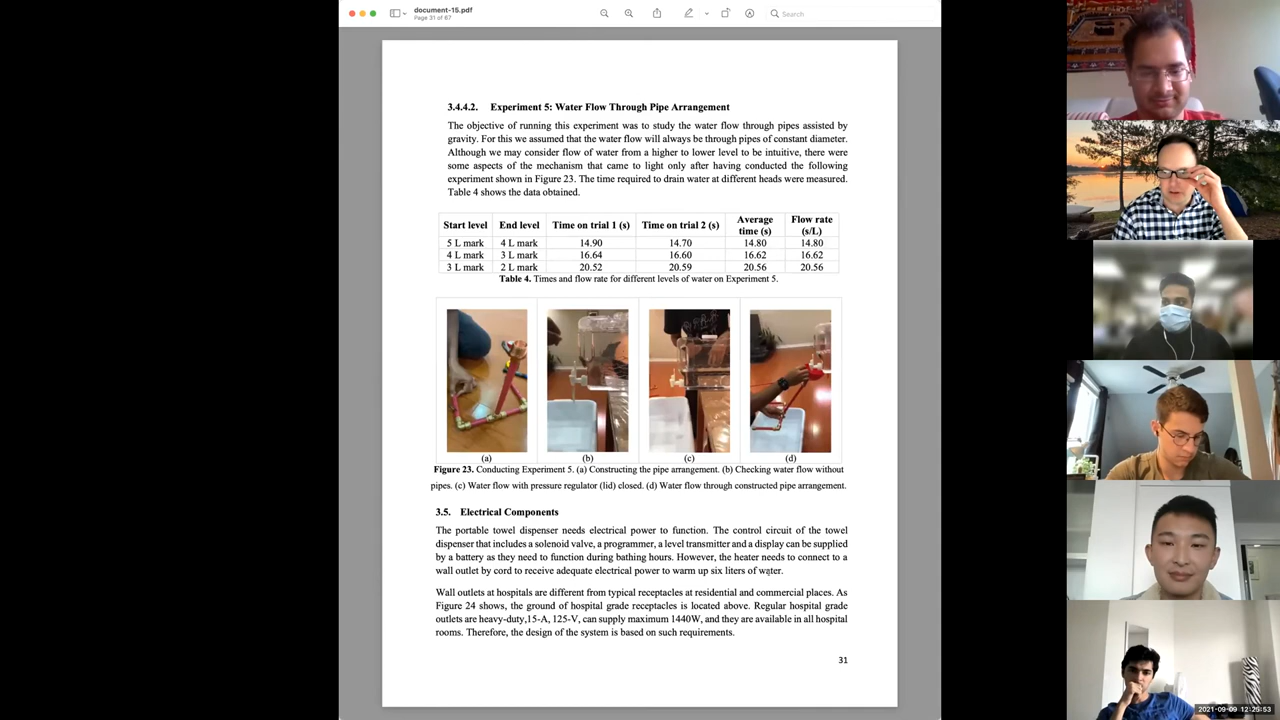 document-15.pdf
Page 31 of 67
Search
3.4.4.2. Experiment 5: Water Flow Through Pipe Arrangement
The objective of running this experiment was to study the water flow through pipes assisted by
gravity. For this we assumed that the water flow will always be through pipes of constant diameter.
Although we may consider flow of water from a higher to lower level to be intuitive, there were
some aspects of the mechanism that came to light only after having conducted the following
experiment shown in Figure 23. The time required to drain water at different heads were measured.
Table 4 shows the data obtained.
Start level End level Time on trial 1 (s) Time on trial 2 (s) Average time (s) Flow rate (s/L)
5 L mark 4 L mark 14.90 14.70 14.80 14.80
4 L mark 3 L mark 16.64 16.60 16.62 16.62
3 L mark 2 L mark 20.52 20.59 20.56 20.56
Table 4. Times and flow rate for different levels of water on Experiment 5.
(a) (b) (c) (d)
Figure 23. Conducting Experiment 5. (a) Constructing the pipe arrangement. (b) Checking water flow without
pipes. (c) Water flow with pressure regulator (lid) closed. (d) Water flow through constructed pipe arrangement.
3.5. Electrical Components
The portable towel dispenser needs electrical power to function. The control circuit of the towel
dispenser that includes a solenoid valve, a programmer, a level transmitter and a display can be supplied
by a battery as they need to function during bathing hours. However, the heater needs to connect to a
wall outlet by cord to receive adequate electrical power to warm up six liters of water.
Wall outlets at hospitals are different from typical receptacles at residential and commercial places. As
Figure 24 shows, the ground of hospital grade receptacles is located above. Regular hospital grade
outlets are heavy-duty,15-A, 125-V, can supply maximum 1440W, and they are available in all hospital
rooms. Therefore, the design of the system is based on such requirements.
31
2021-09-09 12:25:53